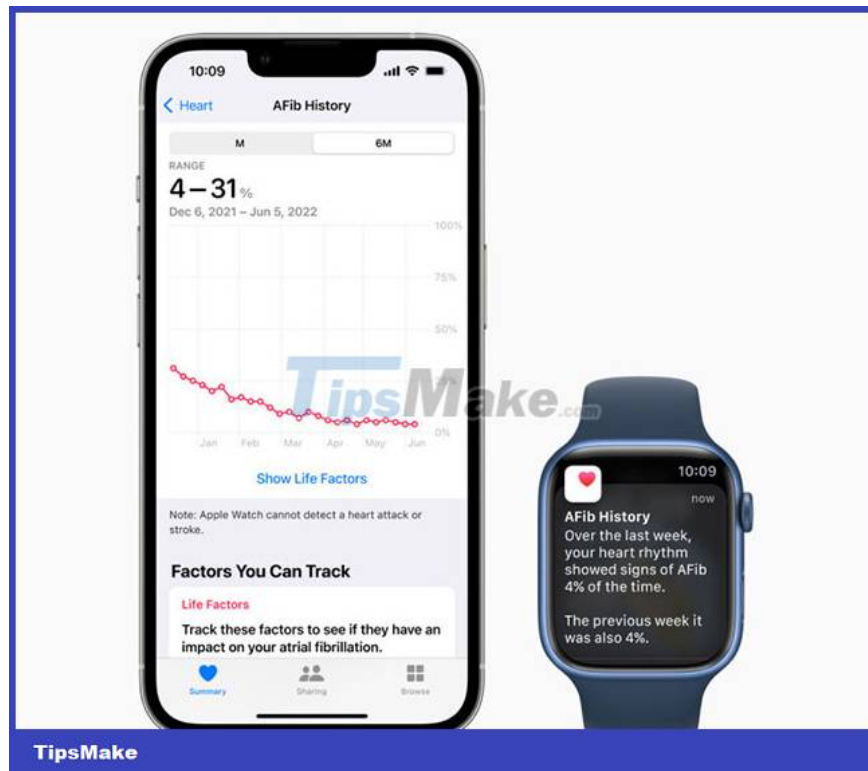 10:09
Heart
AFib History
M
6M
RANGE
4–31%
Dec 6, 2021 – Jun 5, 2022
100%
75%
50%
TipsMake.com
0%
Jan Feb Mar Apr May Jun
Show Life Factors
Note: Apple Watch cannot detect a heart attack or
stroke.
Factors You Can Track
Life Factors
Track these factors to see if they have an
impact on your atrial fibrillation.
Summary
Sharing
Browse
10:09
now
AFib History
Over the last week,
your heart rhythm
showed signs of AFib
4% of the time.
The previous week it
was also 4%.
TipsMake